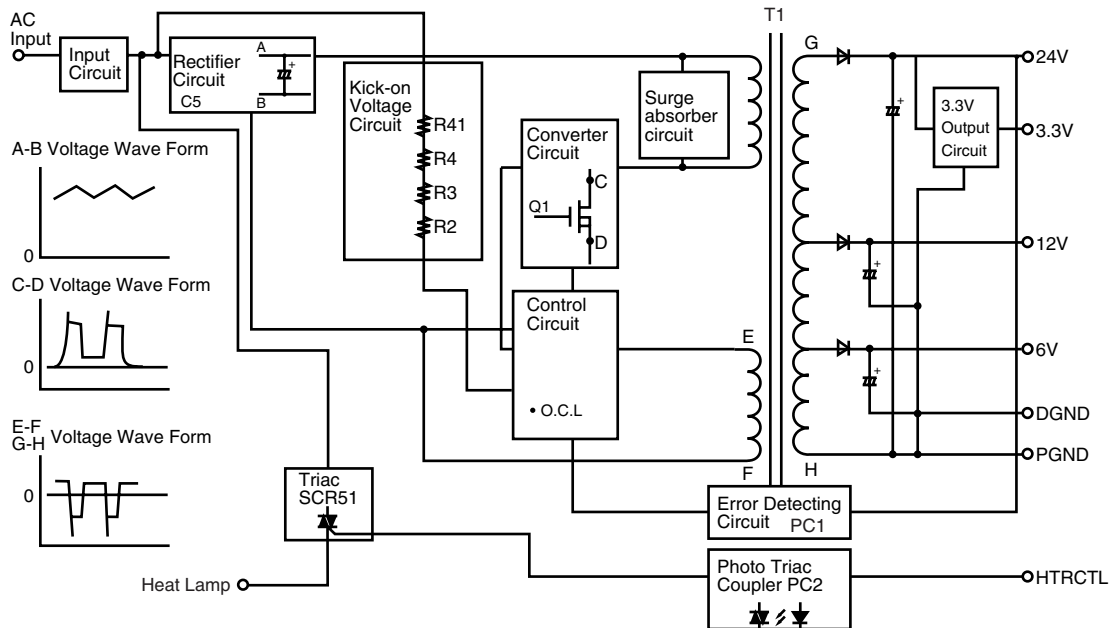 T1
AC
Input
Input
Circuit
Rectifier
Circuit
C5
A
+
B
Kick-on
Voltage
Circuit
R41
R4
R3
R2
Converter
Circuit
C
Q1
D
Surge
absorber
circuit
G
24V
+
3.3V
Output
Circuit
3.3V
12V
+
6V
+
DGND
PGND
A-B Voltage Wave Form
0
C-D Voltage Wave Form
0
E-F
G-H Voltage Wave Form
0
Control
Circuit
• O.C.L
E
F
H
Triac
SCR51
Error Detecting
Circuit PC1
Heat Lamp
Photo Triac
Coupler PC2
HTRCTL